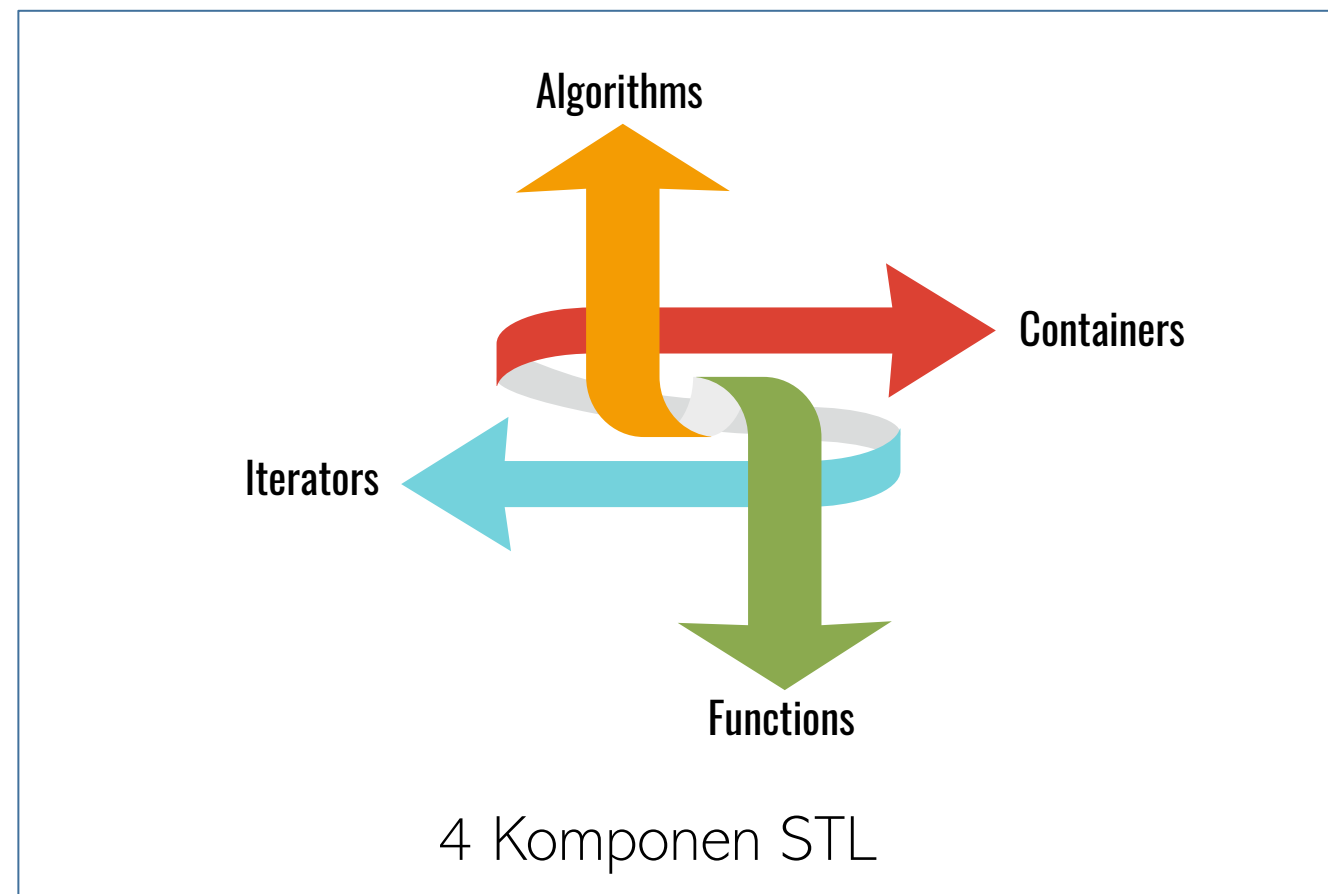 Algorithms
Containers
Iterators
Functions
4 Komponen STL